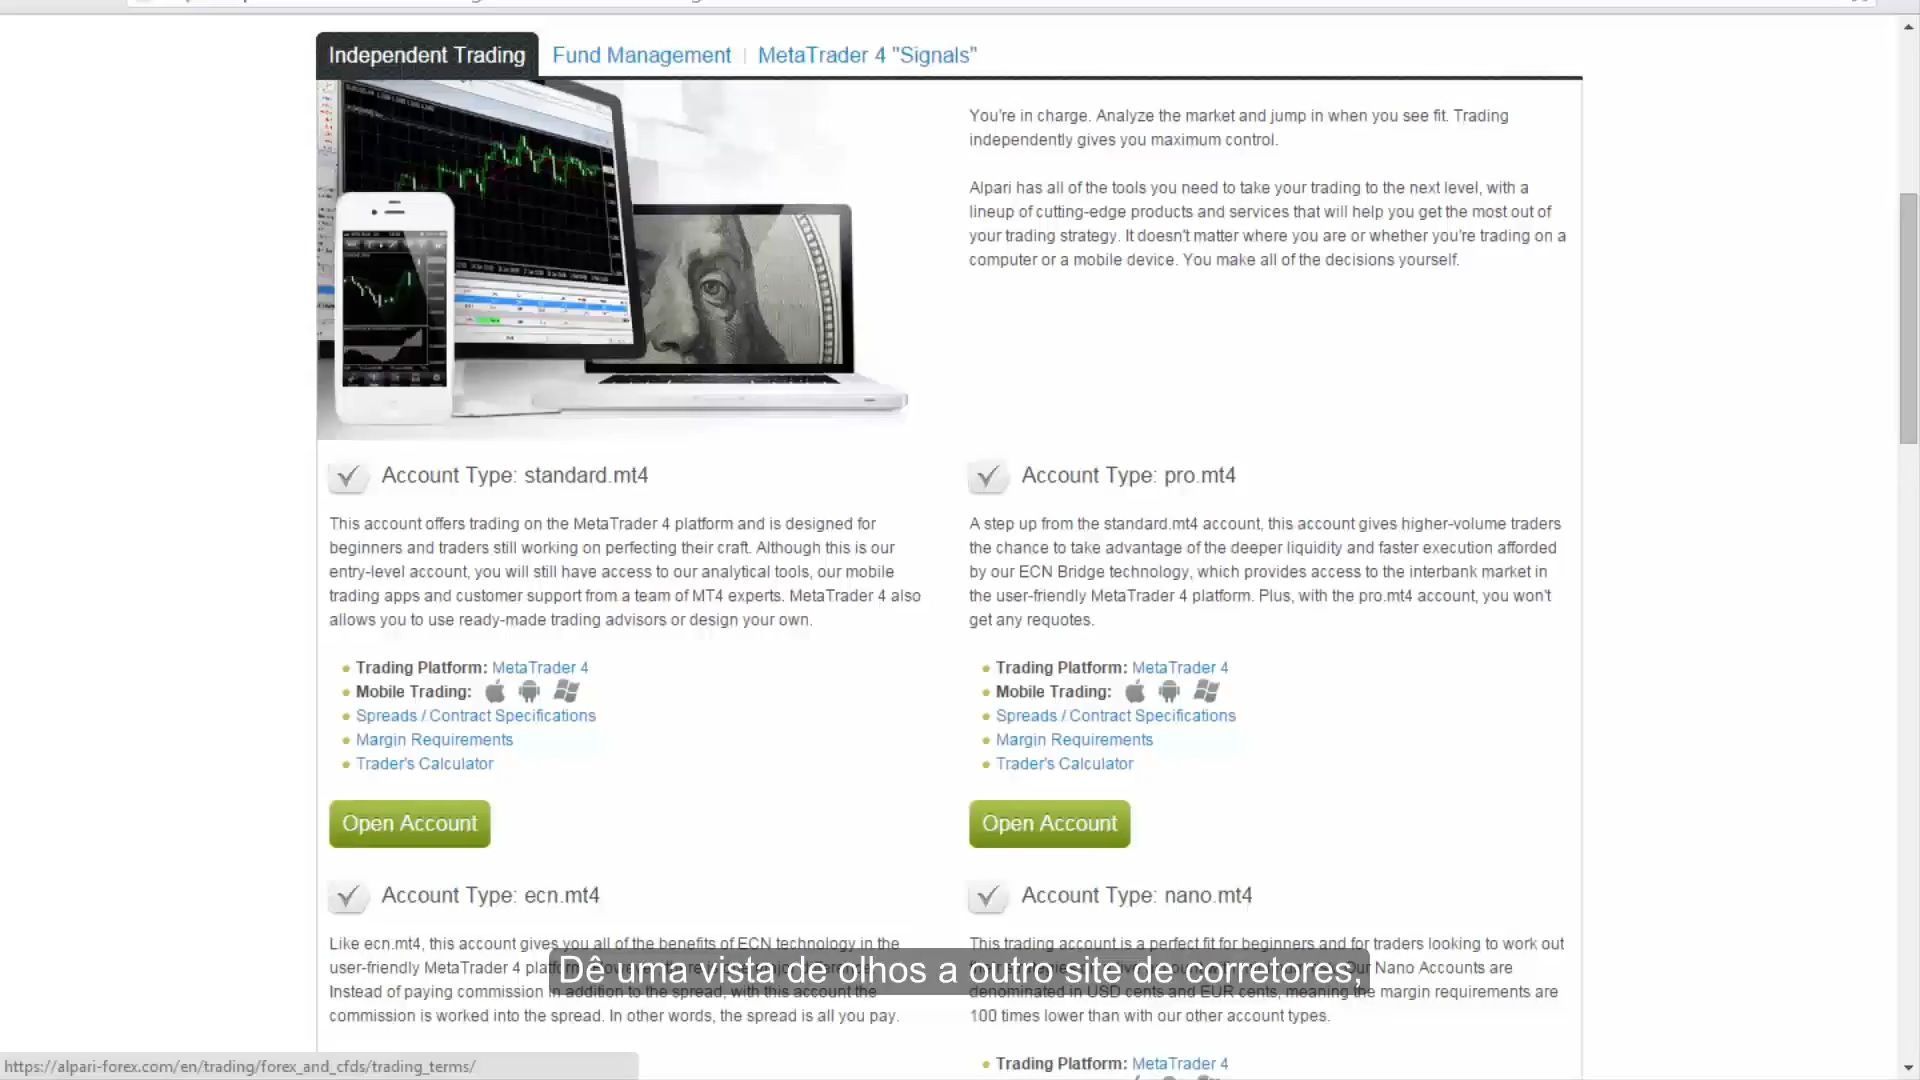 Independent Trading
Fund Management | MetaTrader 4 "Signals"
You're in charge. Analyze the market and jump in when you see fit. Trading
independently gives you maximum control.
Alpari has all of the tools you need to take your trading to the next level, with a
lineup of cutting-edge products and services that will help you get the most out of
your trading strategy. It doesn't matter where you are or whether you're trading on a
computer or a mobile device. You make all of the decisions yourself.
Account Type: standard.mt4
This account offers trading on the MetaTrader 4 platform and is designed for
beginners and traders still working on perfecting their craft. Although this is our
entry-level account, you will still have access to our analytical tools, our mobile
trading apps and customer support from a team of MT4 experts. MetaTrader 4 also
allows you to use ready-made trading advisors or design your own.
Trading Platform: MetaTrader 4
Mobile Trading:
Spreads / Contract Specifications
Margin Requirements
Trader's Calculator
Open Account
Account Type: pro.mt4
A step up from the standard.mt4 account, this account gives higher-volume traders
the chance to take advantage of the deeper liquidity and faster execution afforded
by our ECN Bridge technology, which provides access to the interbank market in
the user-friendly MetaTrader 4 platform. Plus, with the pro.mt4 account, you won't
get any requotes.
Trading Platform: MetaTrader 4
Mobile Trading:
Spreads / Contract Specifications
Margin Requirements
Trader's Calculator
Open Account
Account Type: ecn.mt4
Like ecn.mt4, this account gives you all of the benefits of ECN technology in the
user-friendly MetaTrader 4
Instead of paying commission in addition to the spread, with this account the
commission is worked into the spread. In other words, the spread is all you pay.
Account Type: nano.mt4
This trading account is a perfect fit for beginners and for traders looking to work out
Nano Accounts are
denominated in USD cents and EUR cents, meaning the margin requirements are
100 times lower than with our other account types.
Trading Platform: MetaTrader 4
Dê uma vista de olhos a outro site de corretores,
https://alpari-forex.com/en/trading/forex_and_cfds/trading_terms/